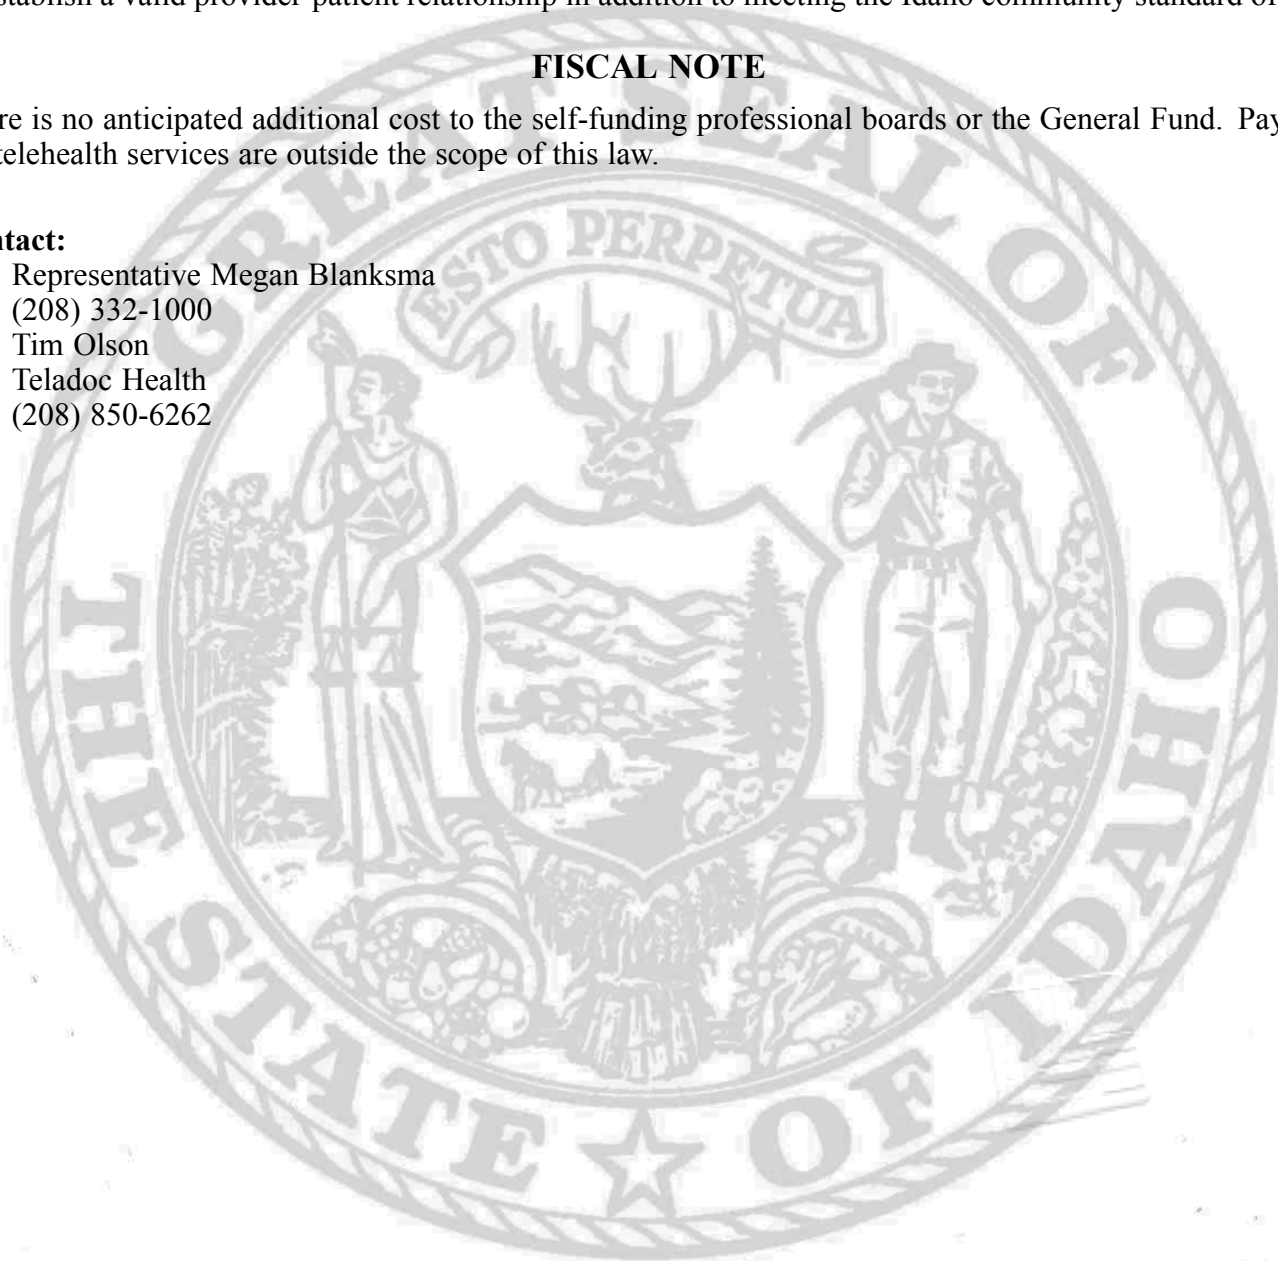 establish a valid provider-patient relationship in addition to meeting the Idaho community standard of
FISCAL NOTE
re is no anticipated additional cost to the self-funding professional boards or the General Fund. Pay
telehealth services are outside the scope of this law.
ntact:
Representative Megan Blanksma
(208) 332-1000
Tim Olson
Teladoc Health
(208) 850-6262
GREAT SEAL OF
THE STATE OF IDAHO
ESTO PERPETUA